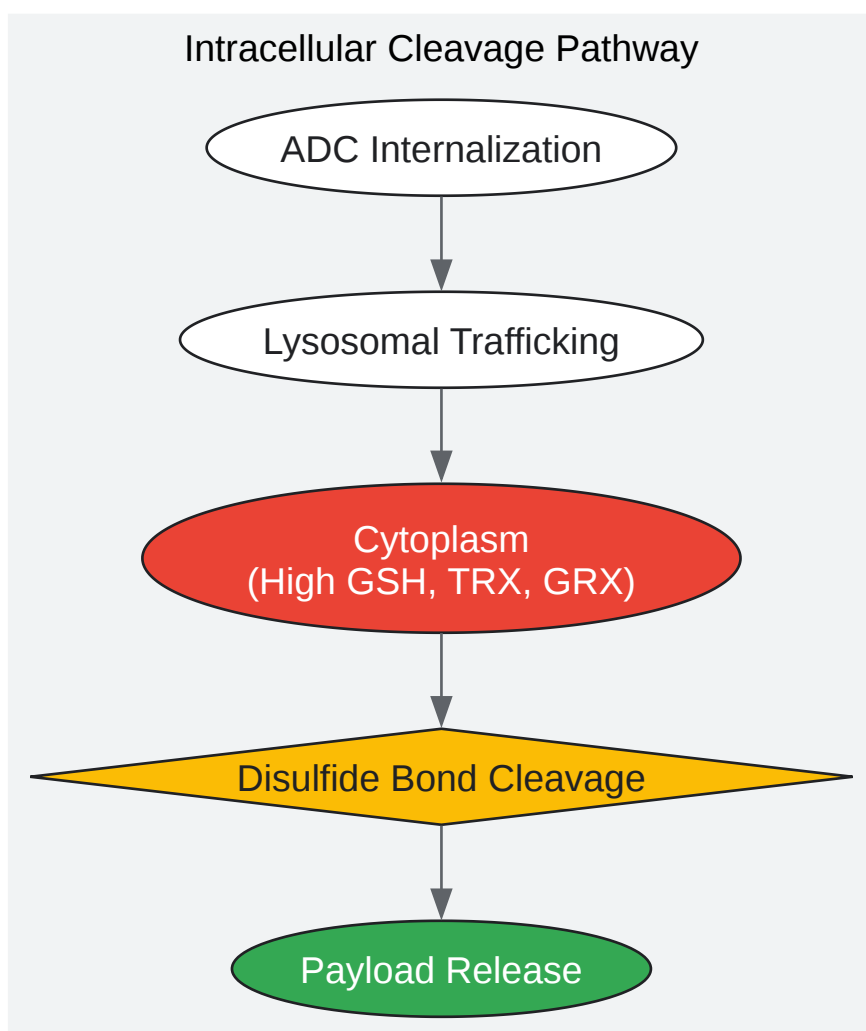 Intracellular Cleavage Pathway
ADC Internalization
Lysosomal Trafficking
Cytoplasm
(High GSH, TRX, GRX)
Disulfide Bond Cleavage
Payload Release